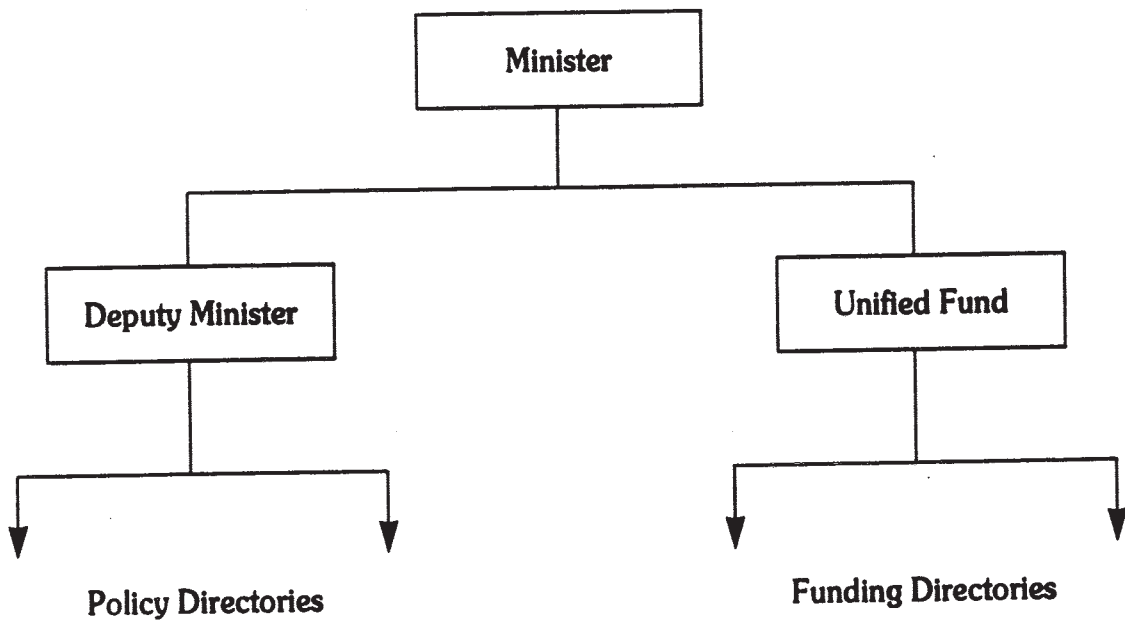 Minister
Deputy Minister
Unified Fund
Policy Directories
Funding Directories